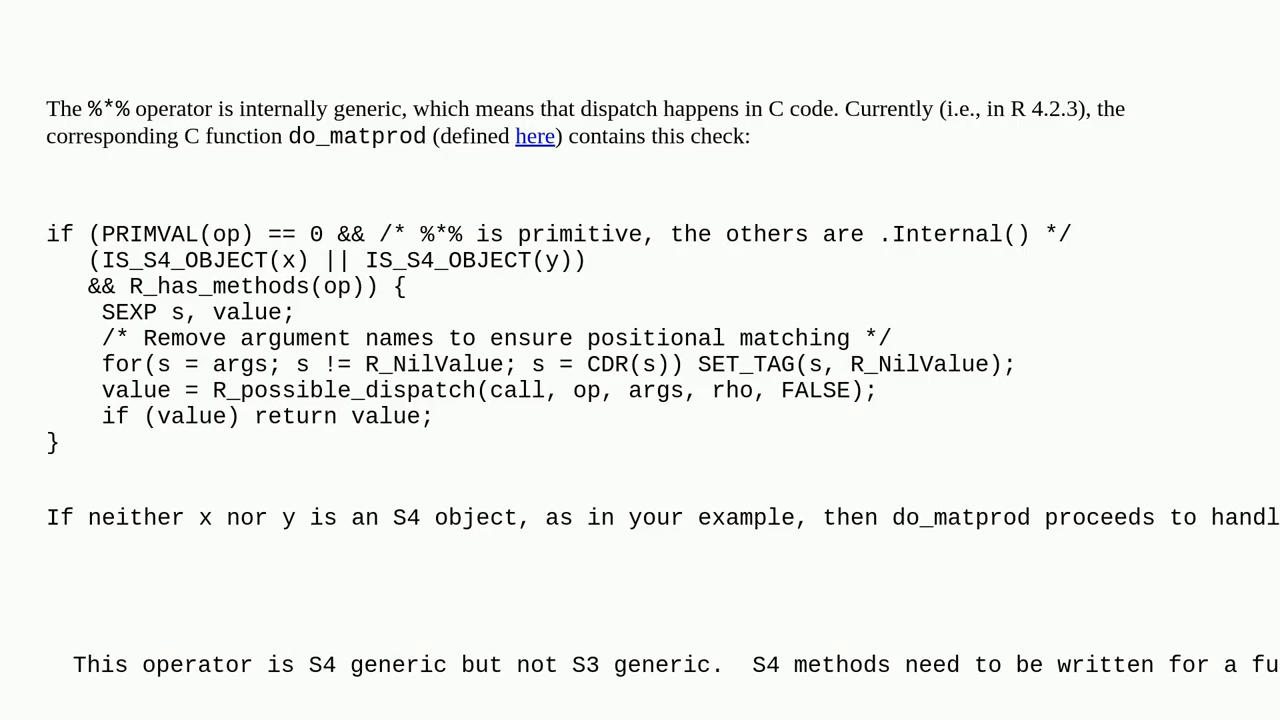 The %*% operator is internally generic, which means that dispatch happens in C code. Currently (i.e., in R 4.2.3), the
corresponding C function do_matprod (defined here) contains this check:
if (PRIMVAL(op) == 0 && /* %*% is primitive, the others are .Internal() */
   (IS_S4_OBJECT(x) || IS_S4_OBJECT(y))
   && R_has_methods(op)) {
    SEXP s, value;
    /* Remove argument names to ensure positional matching */
    for(s = args; s != R_NilValue; s = CDR(s)) SET_TAG(s, R_NilValue);
    value = R_possible_dispatch(call, op, args, rho, FALSE);
    if (value) return value;
}
If neither x nor y is an S4 object, as in your example, then do_matprod proceeds to
This operator is S4 generic but not S3 generic.  S4 methods need to be written for a